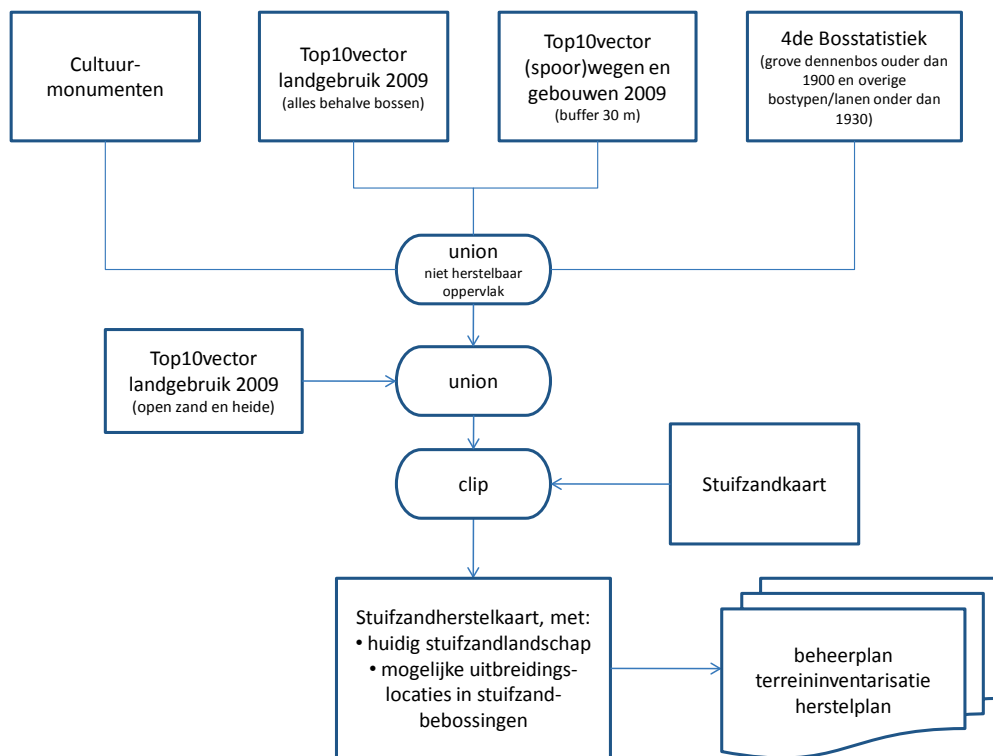 Cultuur-
monumenten
Top10vector
landgebruik 2009
(alles behalve bossen)
Top10vector
(spoor)wegen en
gebouwen 2009
(buffer 30 m)
4de Bosstatistiek
(grove dennenbos ouder dan
1900 en overige
bostypen/lanen onder dan
1930)
union
niet herstelbaar
oppervlak
Top10vector
landgebruik 2009
(open zand en heide)
union
clip
Stuifzandkaart
Stuifzandherstelkaart, met:
• huidig stuifzandlandschap
• mogelijke uitbreidings-
locaties in stuifzand-
bebossingen
beheerplan
terreininventarisatie
herstelplan